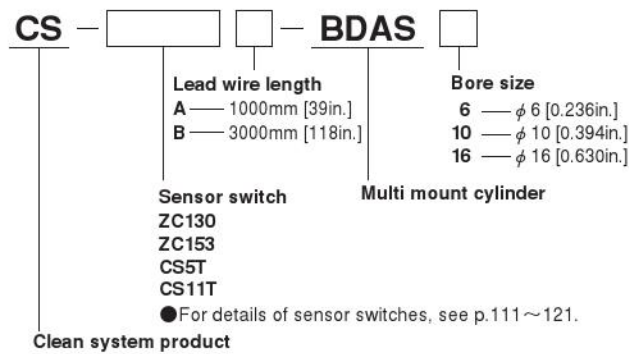 CS – – BDAS
Lead wire length
A — 1000mm [39in.]
B — 3000mm [118in.]
Bore size
6 — ϕ 6 [0.236in.]
10 — ϕ 10 [0.394in.]
16 — ϕ 16 [0.630in.]
Sensor switch
ZC130
ZC153
CS5T
CS11T
●For details of sensor switches, see p.111～121.
Multi mount cylinder
Clean system product